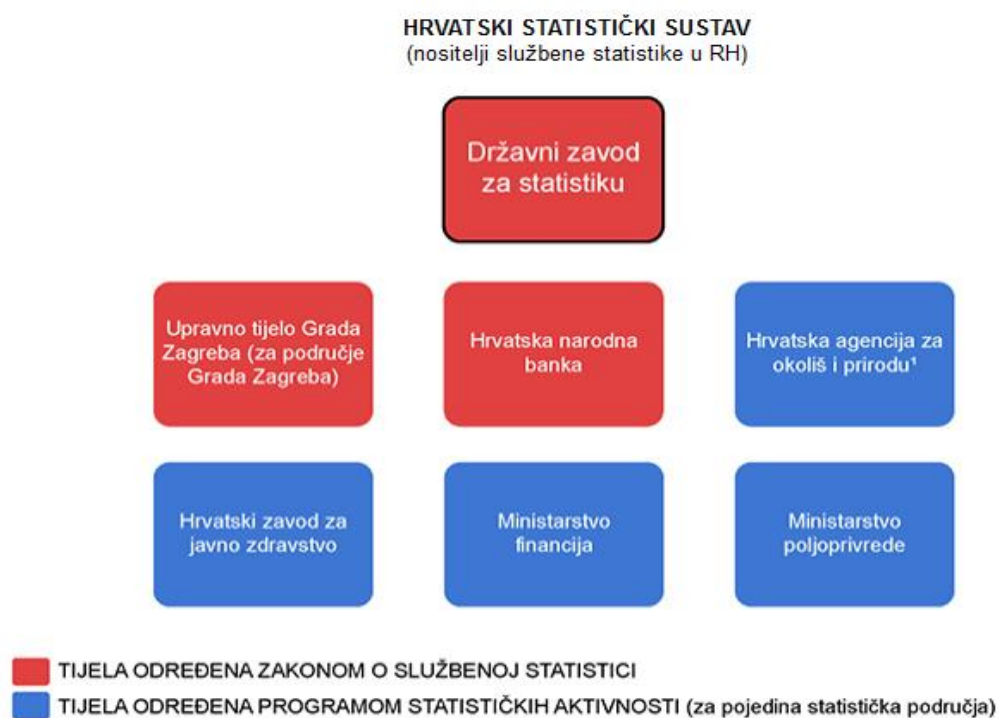 HRVATSKI STATISTIČKI SUSTAV
(nositelji službene statistike u RH)
Državni zavod
za statistiku
Upravno tijelo Grada
Zagreba (za područje
Grada Zagreba)
Hrvatska narodna
banka
Hrvatska agencija za
okoliš i prirodu¹
Hrvatski zavod za
javno zdravstvo
Ministarstvo
financija
Ministarstvo
poljoprivrede
TIJELA ODREĐENA ZAKONOM O SLUŽBENOJ STATISTICI
TIJELA ODREĐENA PROGRAMOM STATISTIČKIH AKTIVNOSTI (za pojedina statistička područja)